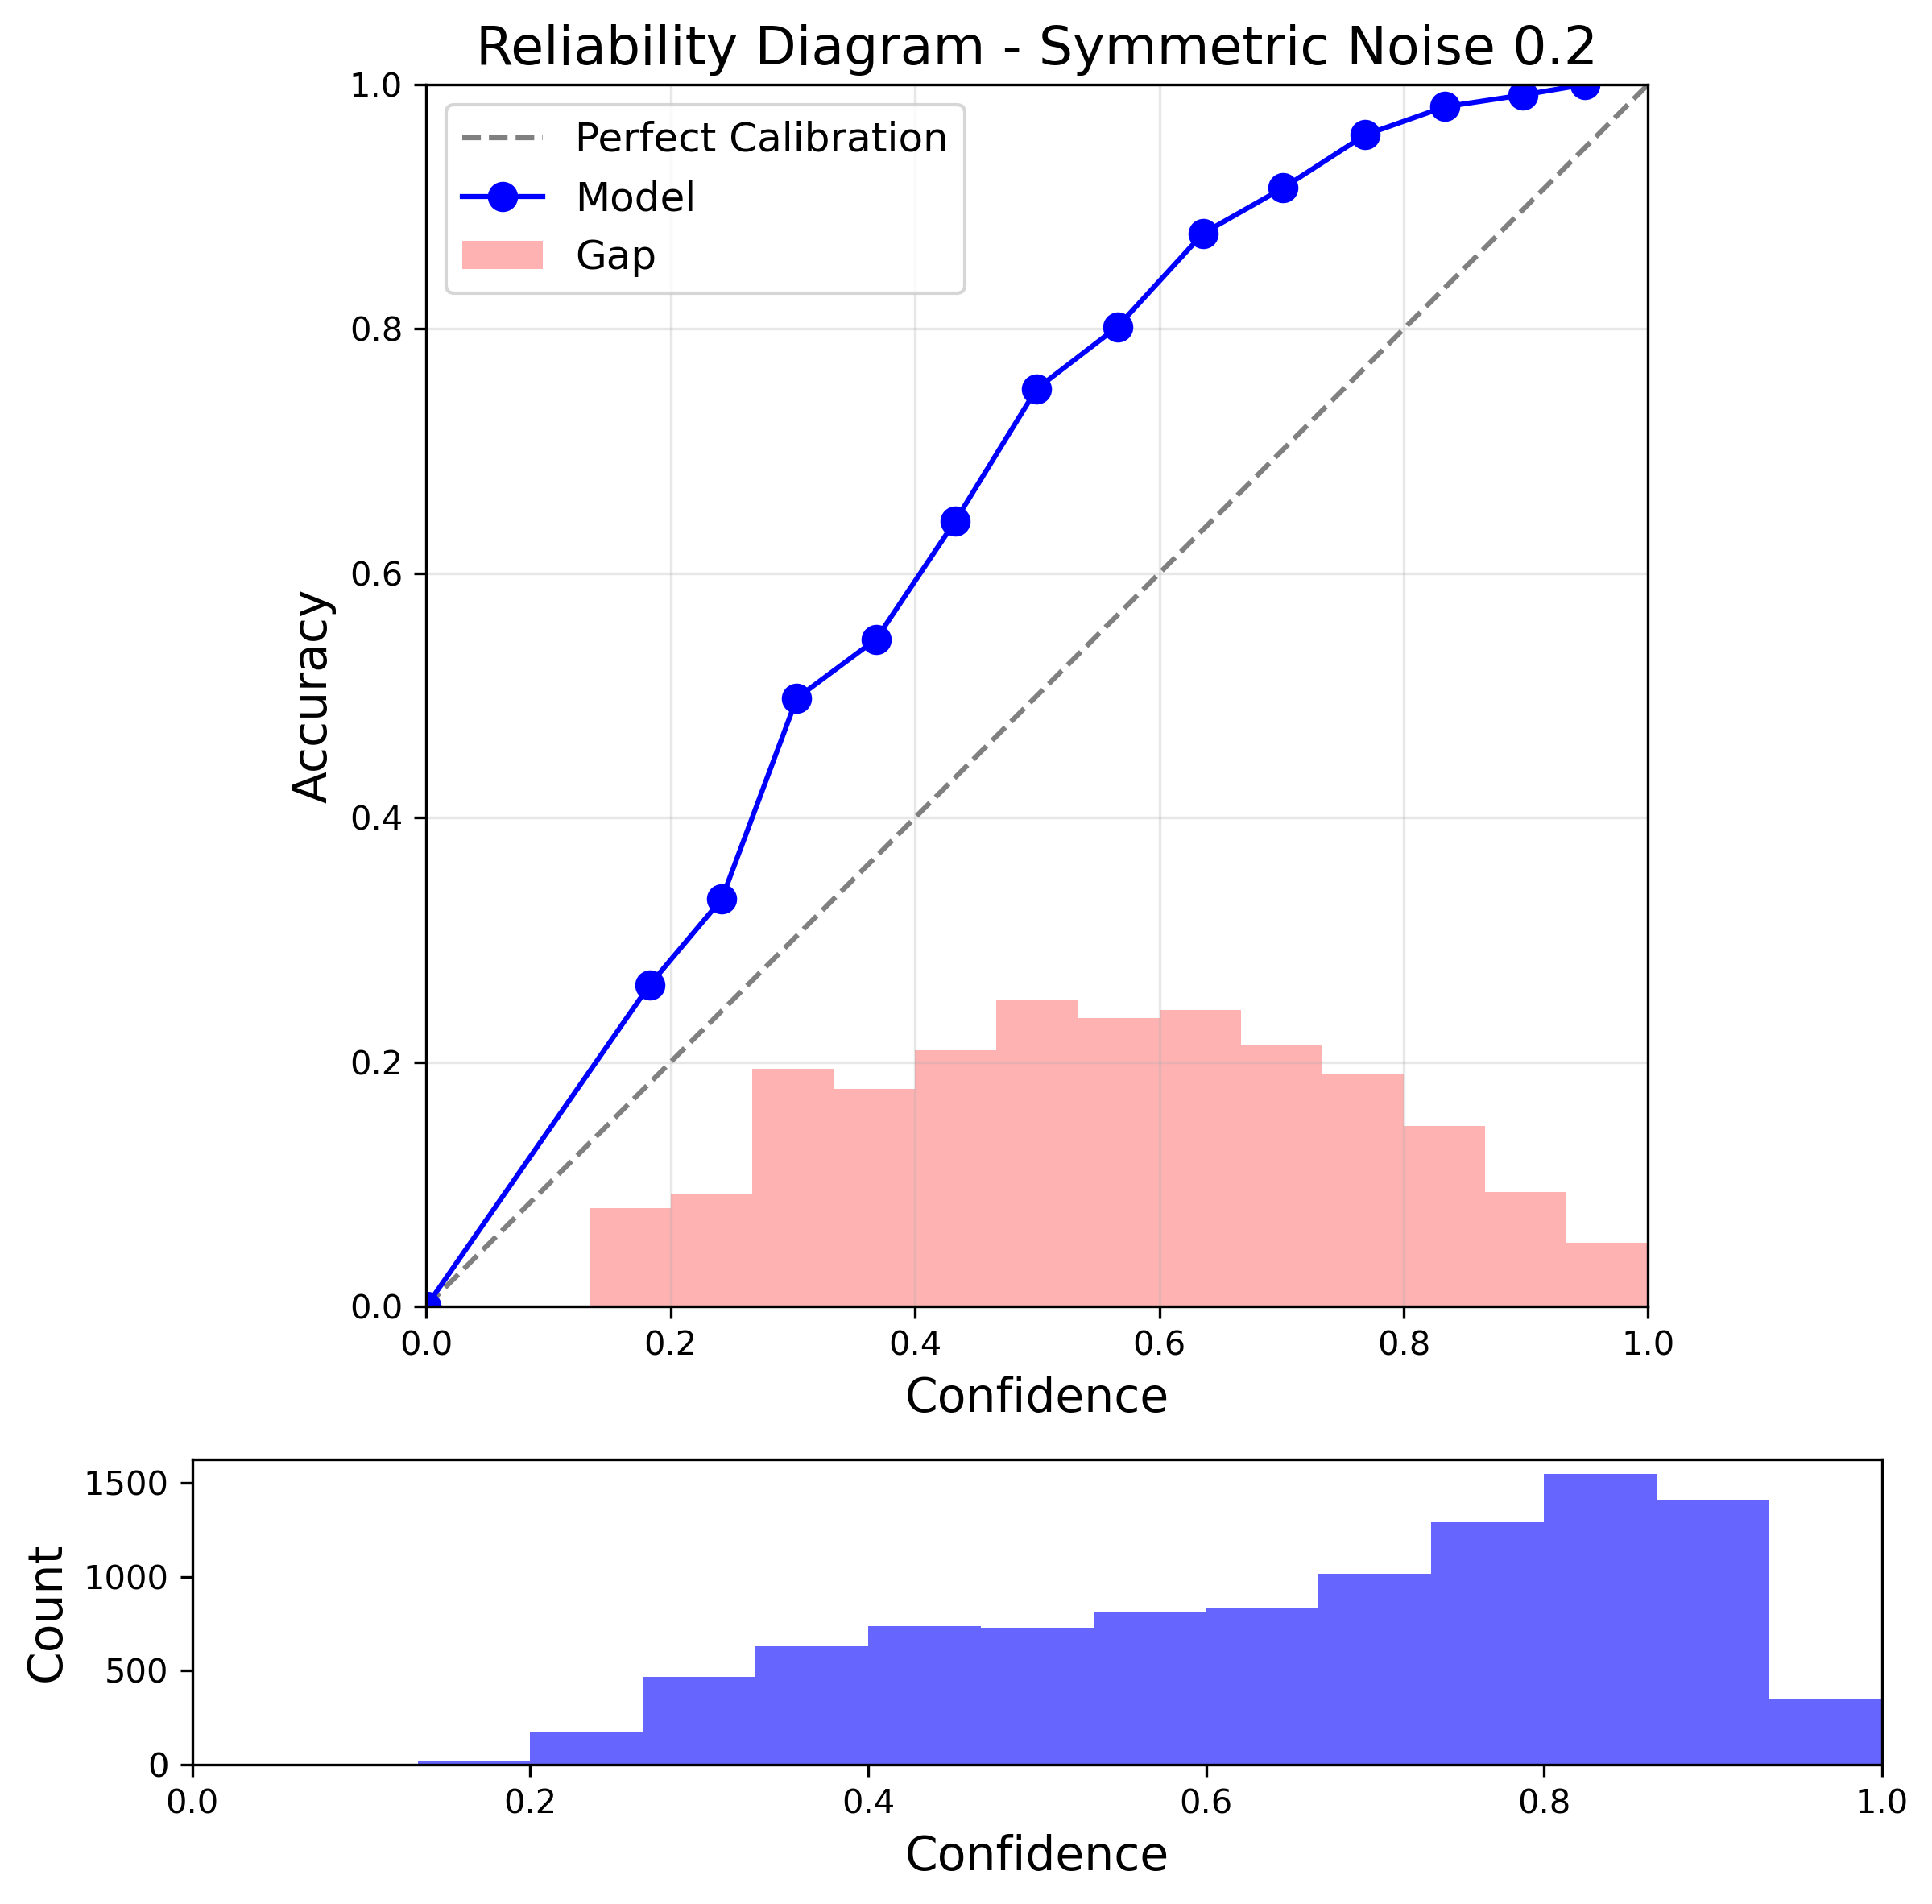 Reliability Diagram - Symmetric Noise 0.2
1.0
0.8
0.6
0.4
0.2
0.0
Accuracy
Perfect Calibration
Model
Gap
0.0 0.2 0.4 0.6 0.8 1.0
Confidence
1500
1000
500
0
Count
0.0 0.2 0.4 0.6 0.8 1.0
Confidence